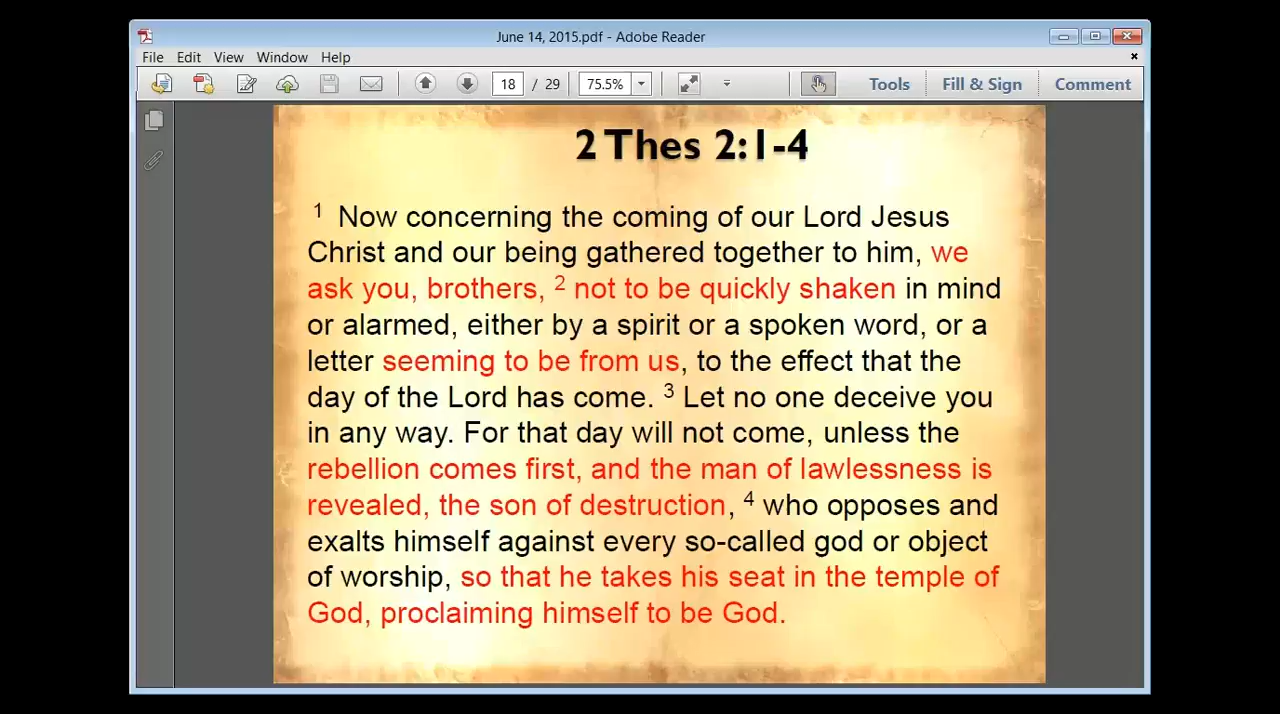 June 14, 2015.pdf - Adobe Reader
File Edit View Window Help
18 / 29 75.5% Tools Fill & Sign Comment
2 Thes 2:1-4
1 Now concerning the coming of our Lord Jesus
Christ and our being gathered together to him, we
ask you, brothers, 2 not to be quickly shaken in mind
or alarmed, either by a spirit or a spoken word, or a
letter seeming to be from us, to the effect that the
day of the Lord has come. 3 Let no one deceive you
in any way. For that day will not come, unless the
rebellion comes first, and the man of lawlessness is
revealed, the son of destruction, 4 who opposes and
exalts himself against every so-called god or object
of worship, so that he takes his seat in the temple of
God, proclaiming himself to be God.